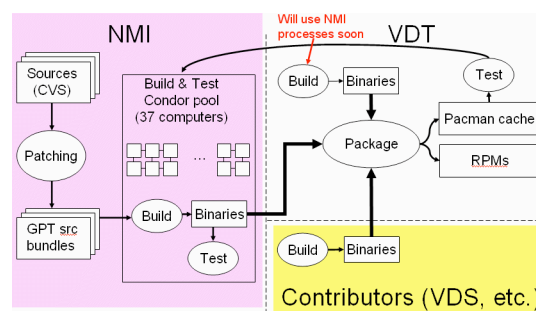 NMI
Will use NMI
processes soon
VDT
Sources
(CVS)
Build & Test
Condor pool
(37 computers)
Build
Binaries
Test
Patching
...
Package
Pacman cache
RPMs
GPT src
bundles
Build
Binaries
Test
Build
Binaries
Contributors (VDS, etc.)